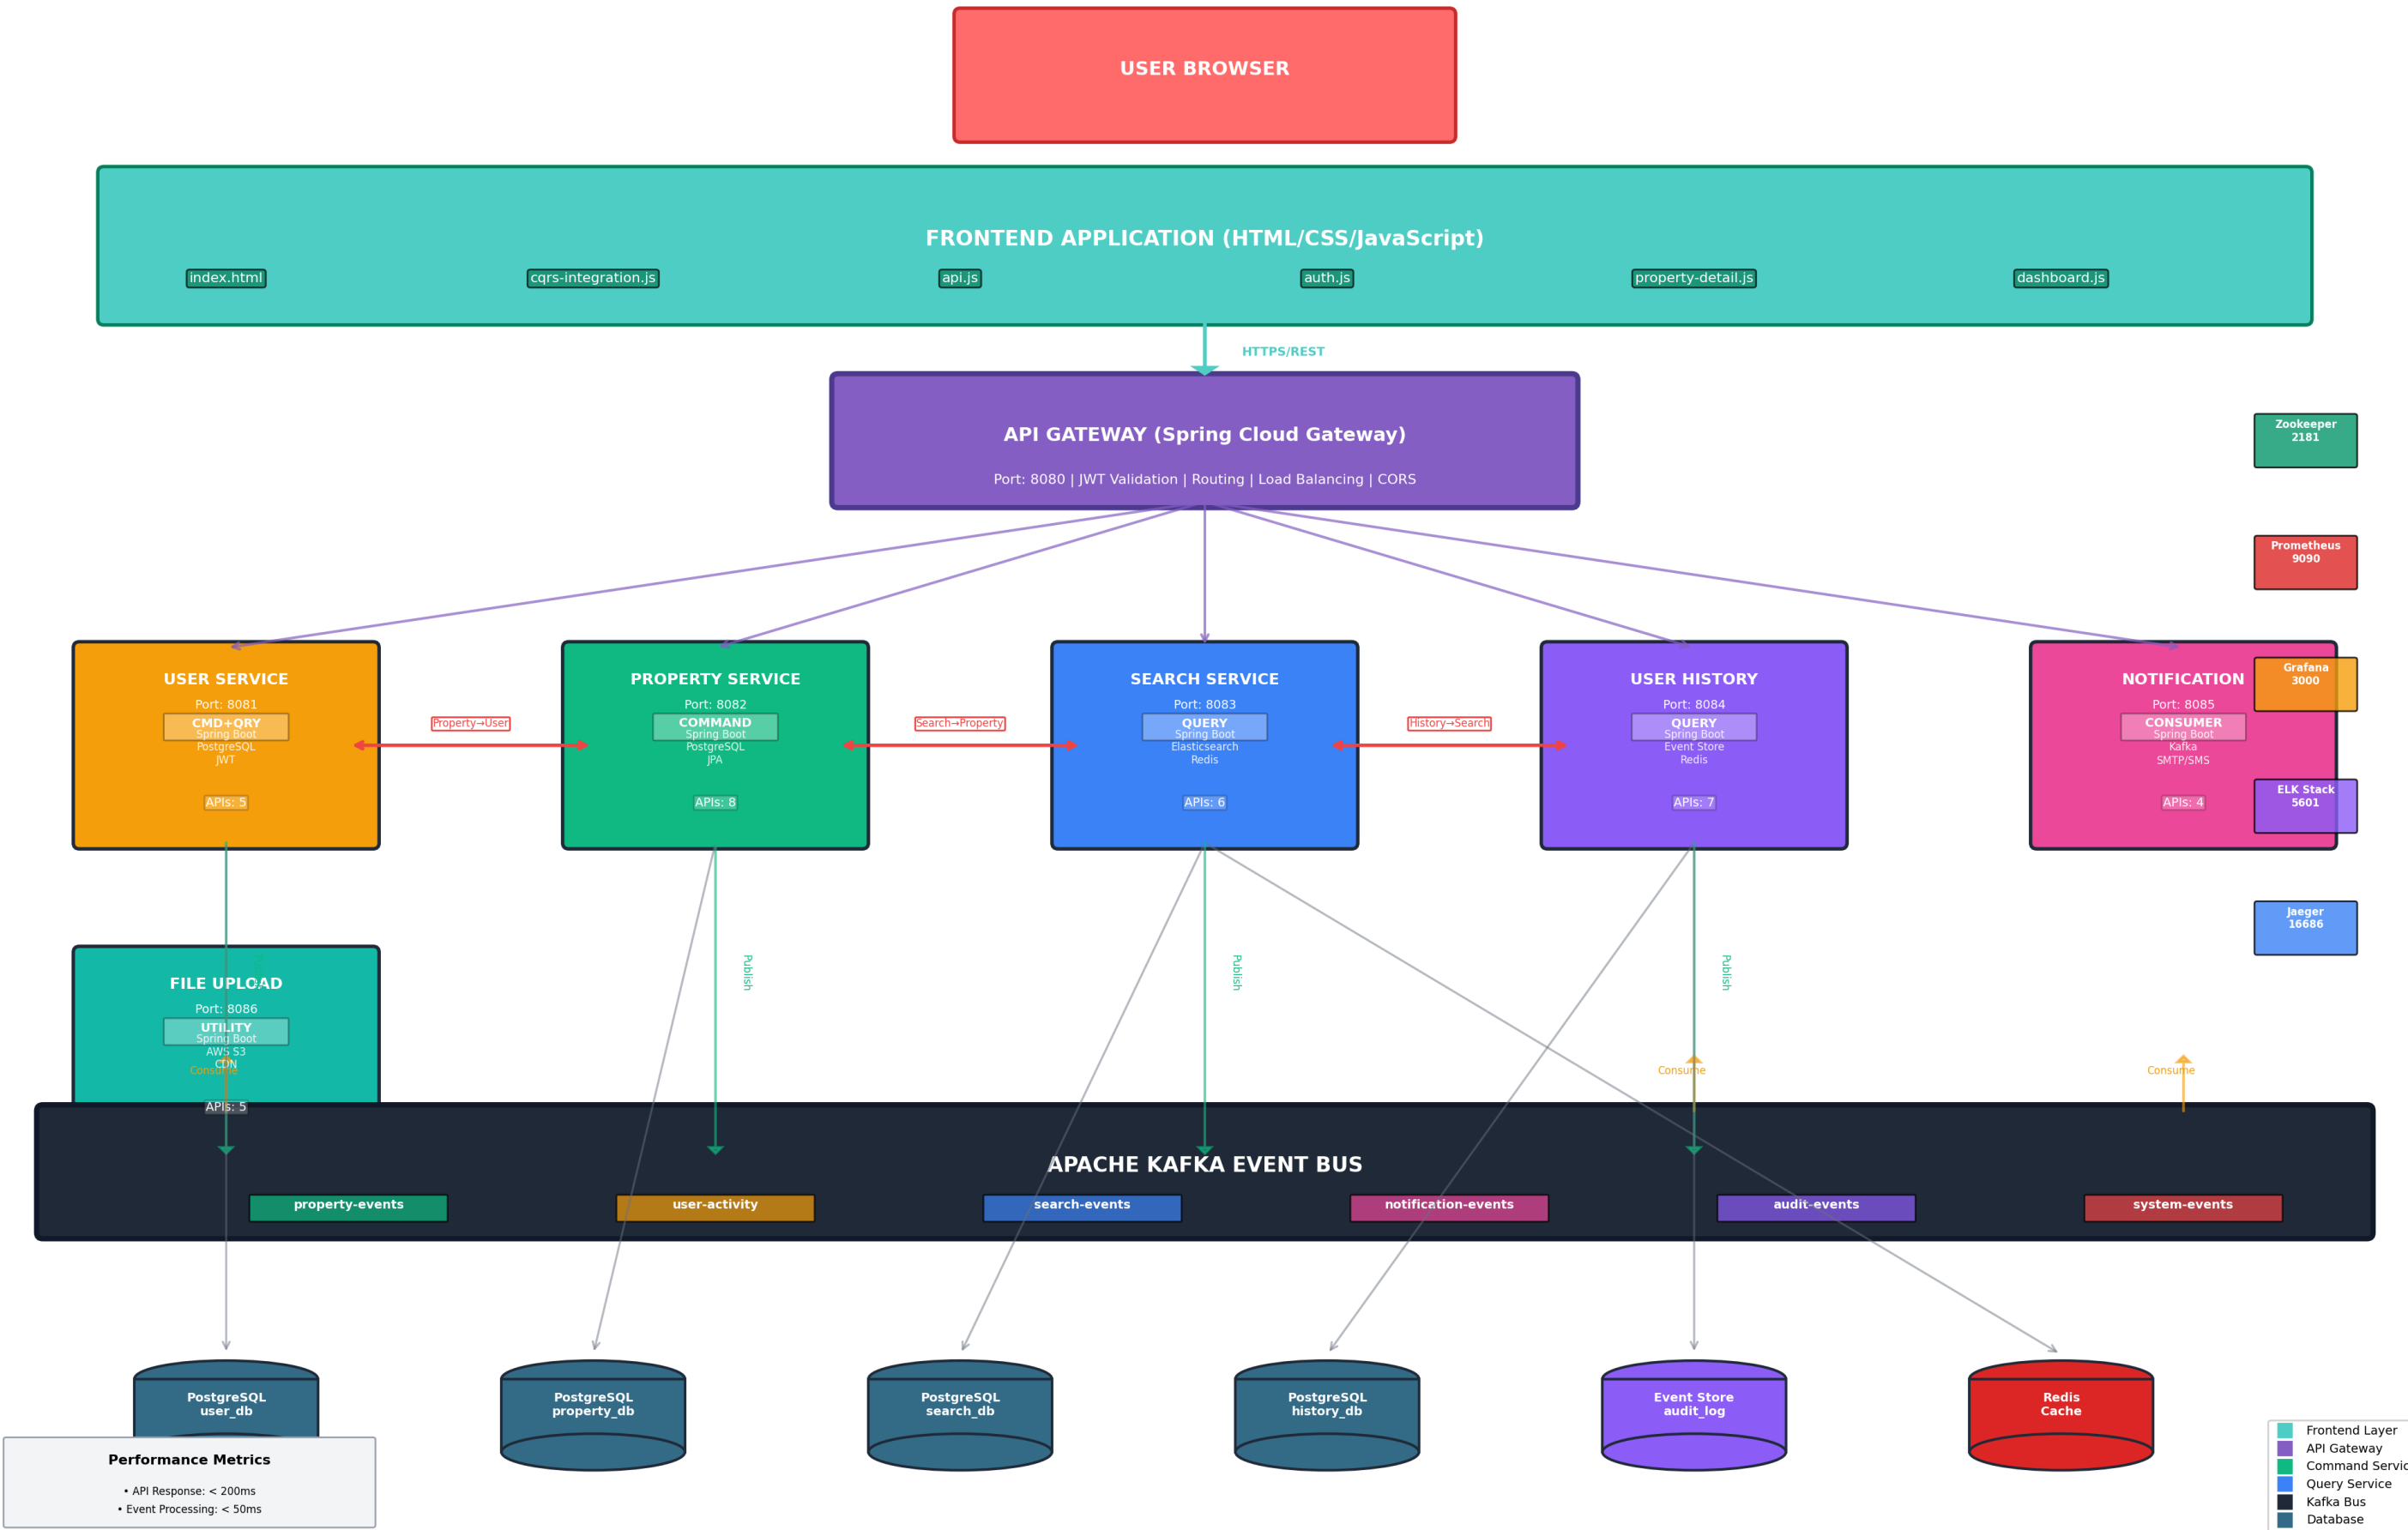 USER BROWSER
FRONTEND APPLICATION (HTML/CSS/JavaScript)
index.html
cqrs-integration.js
api.js
auth.js
property-detail.js
dashboard.js
HTTPS/REST
API GATEWAY (Spring Cloud Gateway)
Port: 8080 | JWT Validation | Routing | Load Balancing | CORS
Zookeeper
2181
Prometheus
9090
Grafana
3000
ELK Stack
5601
Jaeger
16686
USER SERVICE
Port: 8081
CMD+QRY
Spring Boot
PostgreSQL
JWT
APIs: 5
Property→User
PROPERTY SERVICE
Port: 8082
COMMAND
Spring Boot
PostgreSQL
JPA
APIs: 8
Search→Property
SEARCH SERVICE
Port: 8083
QUERY
Spring Boot
Elasticsearch
Redis
APIs: 6
History→Search
USER HISTORY
Port: 8084
QUERY
Spring Boot
Event Store
Redis
APIs: 7
NOTIFICATION
Port: 8085
CONSUMER
Spring Boot
Kafka
SMTP/SMS
APIs: 4
FILE UPLOAD
Port: 8086
UTILITY
Spring Boot
AWS S3
CDN
APIs: 5
Publish
Publish
Publish
Consume
Consume
Consume
APACHE KAFKA EVENT BUS
property-events
user-activity
search-events
notification-events
audit-events
system-events
PostgreSQL
user_db
PostgreSQL
property_db
PostgreSQL
search_db
PostgreSQL
history_db
Event Store
audit_log
Redis
Cache
Performance Metrics
• API Response: < 200ms
• Event Processing: < 50ms
Frontend Layer
API Gateway
Command
Query Service
Kafka Bus
Database